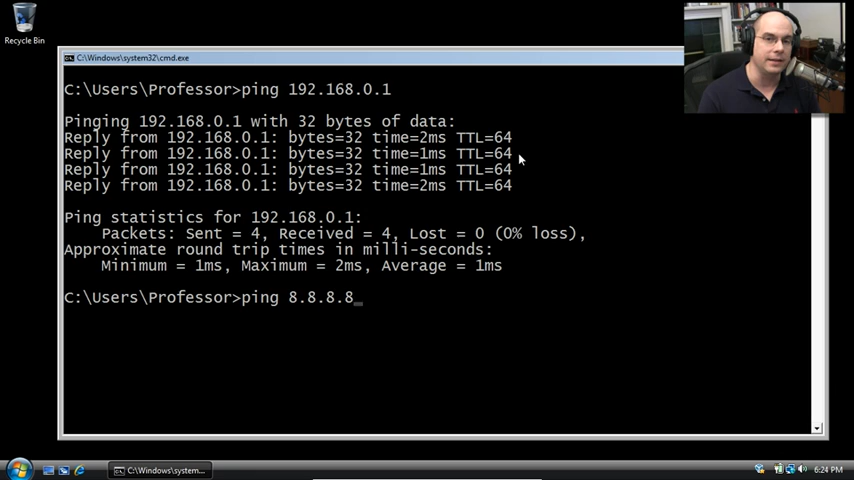 Recycle Bin
C:\Windows\system32\cmd.exe
C:\Users\Professor>ping 192.168.0.1
Pinging 192.168.0.1 with 32 bytes of data:
Reply from 192.168.0.1: bytes=32 time=2ms TTL=64
Reply from 192.168.0.1: bytes=32 time=1ms TTL=64
Reply from 192.168.0.1: bytes=32 time=1ms TTL=64
Reply from 192.168.0.1: bytes=32 time=2ms TTL=64
Ping statistics for 192.168.0.1:
Packets: Sent = 4, Received = 4, Lost = 0 (0% loss),
Approximate round trip times in milli-seconds:
Minimum = 1ms, Maximum = 2ms, Average = 1ms
C:\Users\Professor>ping 8.8.8.8_
C:\Windows\system...
6:24 PM